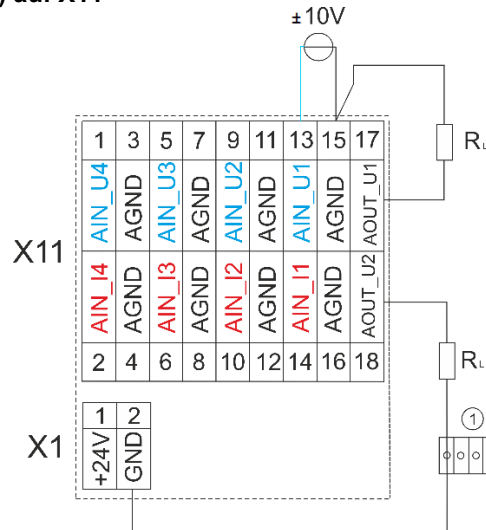 auf X11
±10V
1 3 5 7 9 11 13 15 17
AIN_U4 AGND AIN_U3 AGND AIN_U2 AGND AIN_U1 AGND AOUT_U1
RL
X11
AIN_I4 AGND AIN_I3 AGND AIN_I2 AGND AIN_I1 AGND AOUT_U2
2 4 6 8 10 12 14 16 18
RL
1
1 2
X1
+24V GND